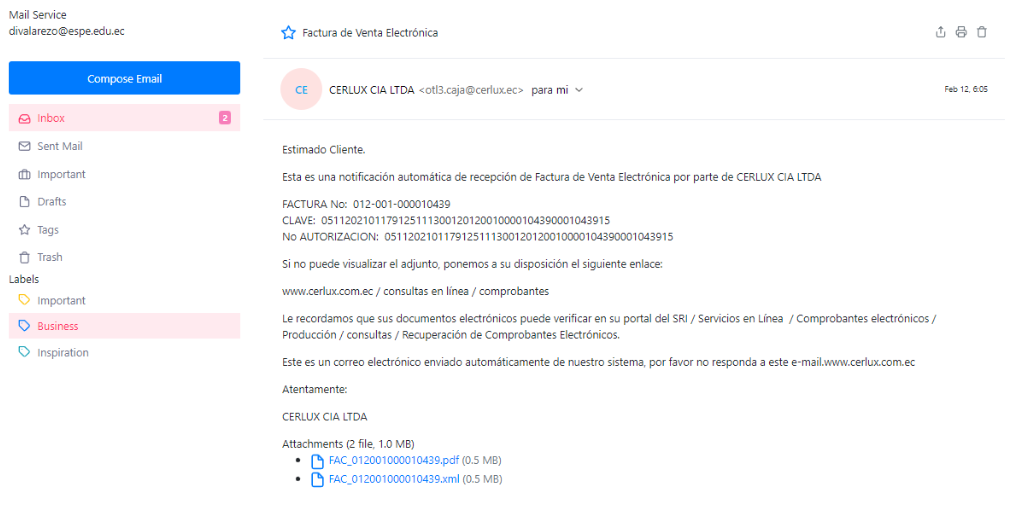 Mail Service
divalarezo@espe.edu.ec
Compose Email
Inbox 2
Sent Mail
Important
Drafts
Tags
Trash
Labels
Important
Business
Inspiration
Factura de Venta Electrónica
CE CERLUX CIA LTDA <otl3.caja@cerlux.ec> para mi Feb 12, 6:05
Estimado Cliente.
Esta es una notificación automática de recepción de Factura de Venta Electrónica por parte de CERLUX CIA LTDA
FACTURA No: 012-001-000010439
CLAVE: 0511202101179125111300120120010000104390001043915
No AUTORIZACION: 0511202101179125111300120120010000104390001043915
Si no puede visualizar el adjunto, ponemos a su disposición el siguiente enlace:
www.cerlux.com.ec / consultas en línea / comprobantes
Le recordamos que sus documentos electrónicos puede verificar en su portal del SRI / Servicios en Línea / Comprobantes electrónicos /
Producción / consultas / Recuperación de Comprobantes Electrónicos.
Este es un correo electrónico enviado automáticamente de nuestro sistema, por favor no responda a este e-mail.www.cerlux.com.ec
Atentamente:
CERLUX CIA LTDA
Attachments (2 file, 1.0 MB)
FAC_012001000010439.pdf (0.5 MB)
FAC_012001000010439.xml (0.5 MB)